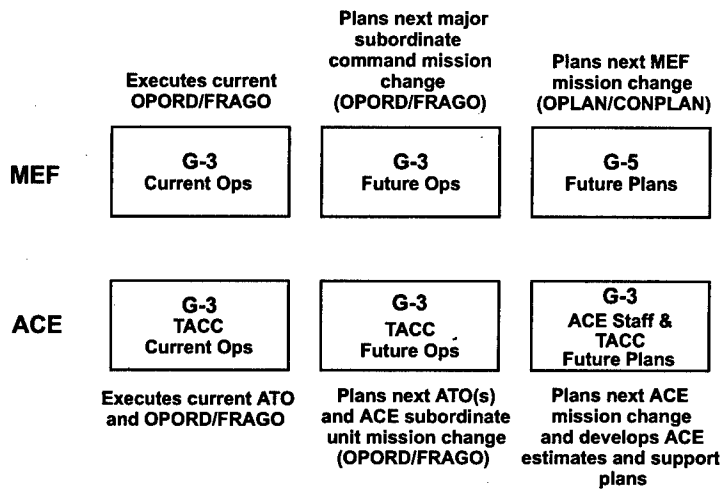 Executes current
OPORD/FRAGO
Plans next major
subordinate
command mission
change
(OPORD/FRAGO)
Plans next MEF
mission change
(OPLAN/CONPLAN)
MEF
G-3
Current Ops
G-3
Future Ops
G-5
Future Plans
ACE
G-3
TACC
Current Ops
G-3
TACC
Future Ops
G-3
ACE Staff &
TACC
Future Plans
Executes current ATO
and OPORD/FRAGO
Plans next ATO(s)
and ACE subordinate
unit mission change
(OPORD/FRAGO)
Plans next ACE
mission change
and develops ACE
estimates and support
plans